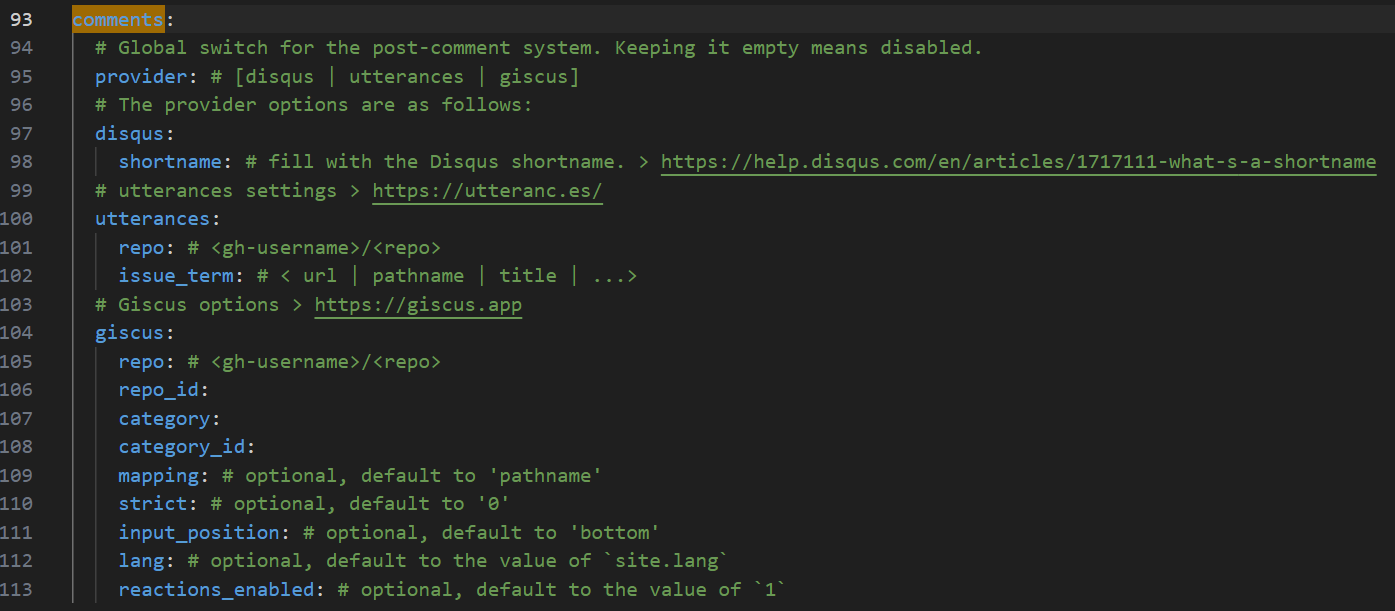 93 comments:
94 # Global switch for the post-comment system. Keeping it empty means disabled.
95 provider: # [disqus | utterances | giscus]
96 # The provider options are as follows:
97 disqus:
98 shortname: # fill with the Disqus shortname. > https://help.disqus.com/en/articles/1717111-what-s-a-shortname
99 # utterances settings > https://utteranc.es/
100 utterances:
101 repo: # <gh-username>/<repo>
102 issue_term: # < url | pathname | title | ...>
103 # Giscus options > https://giscus.app
104 giscus:
105 repo: # <gh-username>/<repo>
106 repo_id:
107 category:
108 category_id:
109 mapping: # optional, default to 'pathname'
110 strict: # optional, default to '0'
111 input_position: # optional, default to 'bottom'
112 lang: # optional, default to the value of `site.lang`
113 reactions_enabled: # optional, default to the value of `1`